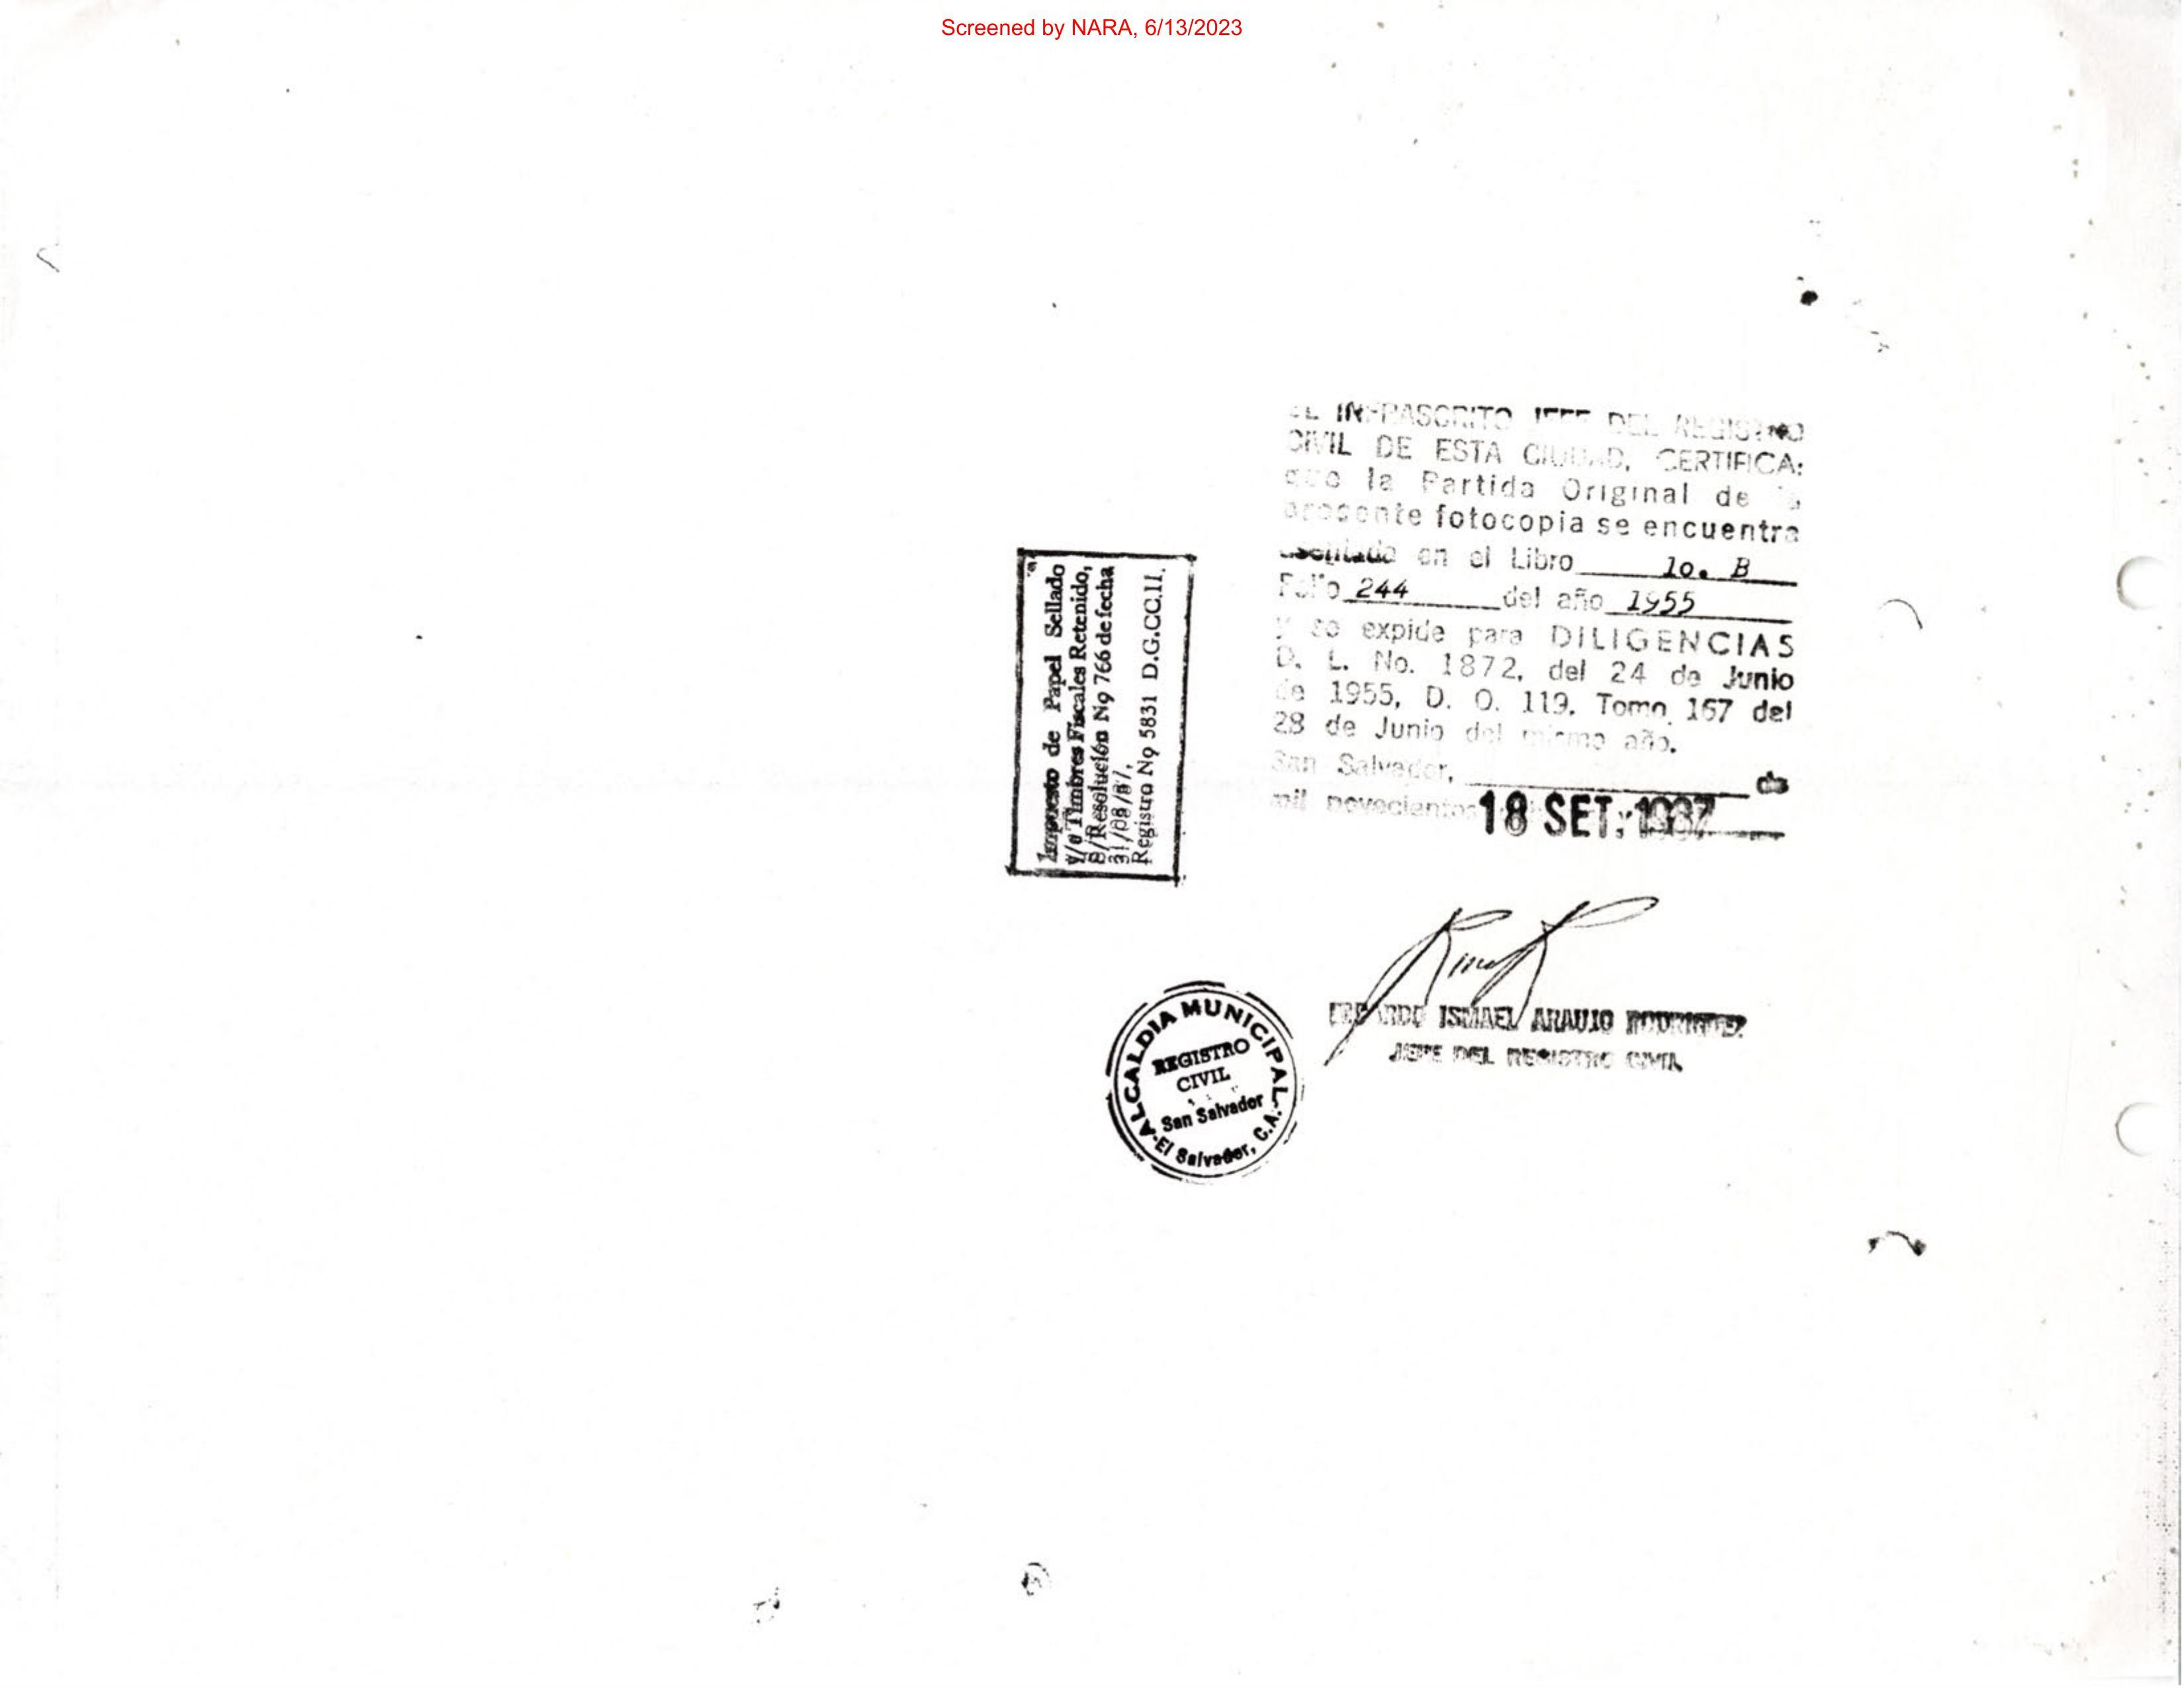 Screened by NARA, 6/13/2023
EL INFRASCRITO JEFE DEL REGISTRO
CIVIL DE ESTA CIUDAD, CERTIFICA:
que la Partida Original de la
presente fotocopia se encuentra
asentada en el Libro 1o. B
Folio 244 del año 1955
y se expide para DILIGENCIAS
D. L. No. 1872, del 24 de Junio
de 1955, D. O. 119, Tomo 167 del
28 de Junio del mismo año.
San Salvador, de
mil novecientos
18 SET. 1987
Impuesto de Papel Sellado
y/o Timbres Fiscales Retenido,
S/Resolución Nº 766 de fecha
31/08/87,
Registro Nº 5831 D.G.CC.II.
ISMAEL ARAUJO RODRIGUEZ
JEFE DEL REGISTRO CIVIL
ALCALDIA MUNICIPAL
REGISTRO
CIVIL
San Salvador
El Salvador, C.A.